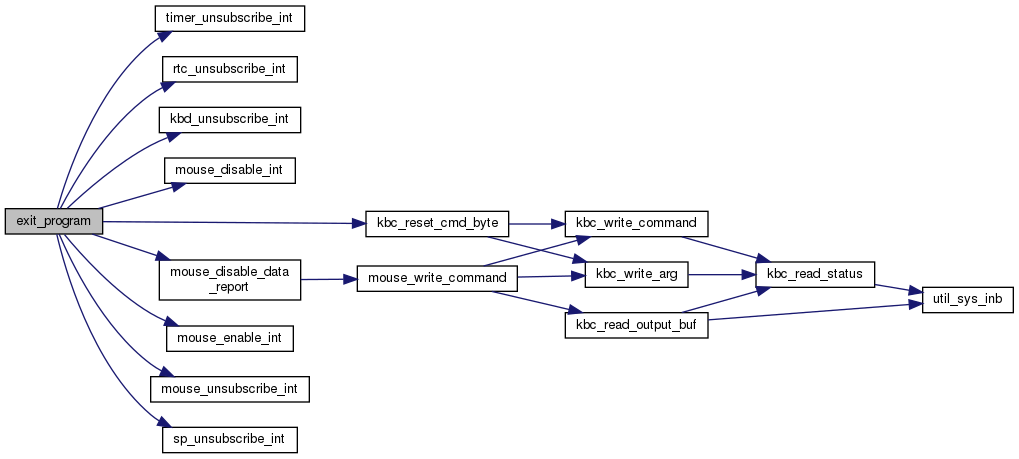 timer_unsubscribe_int
rtc_unsubscribe_int
kbd_unsubscribe_int
mouse_disable_int
exit_program
kbc_reset_cmd_byte
kbc_write_command
mouse_disable_data
_report
mouse_write_command
kbc_write_arg
kbc_read_status
util_sys_inb
kbc_read_output_buf
mouse_enable_int
mouse_unsubscribe_int
sp_unsubscribe_int